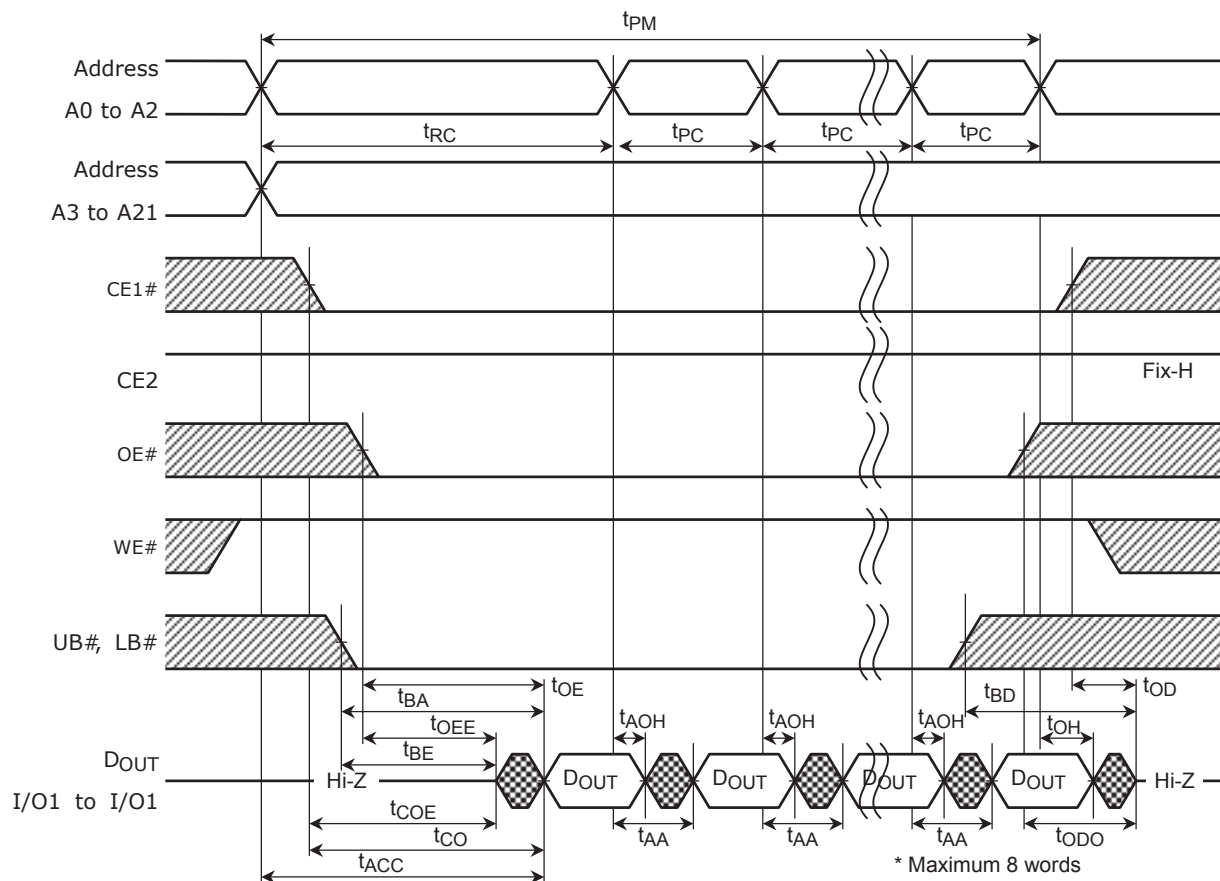 tPM
Address
A0 to A2
tRC
tPC
tPC
tPC
Address
A3 to A21
CE1#
CE2
Fix-H
OE#
WE#
UB#, LB#
tOE
tOD
tBA
tBD
tOEE
tAOH
tAOH
tAOH
tOH
tBE
DOUT
I/O1 to I/O1
Hi-Z
DOUT
DOUT
DOUT
DOUT
Hi-Z
tCOE
tCO
tAA
tAA
tAA
tODO
tACC
* Maximum 8 words